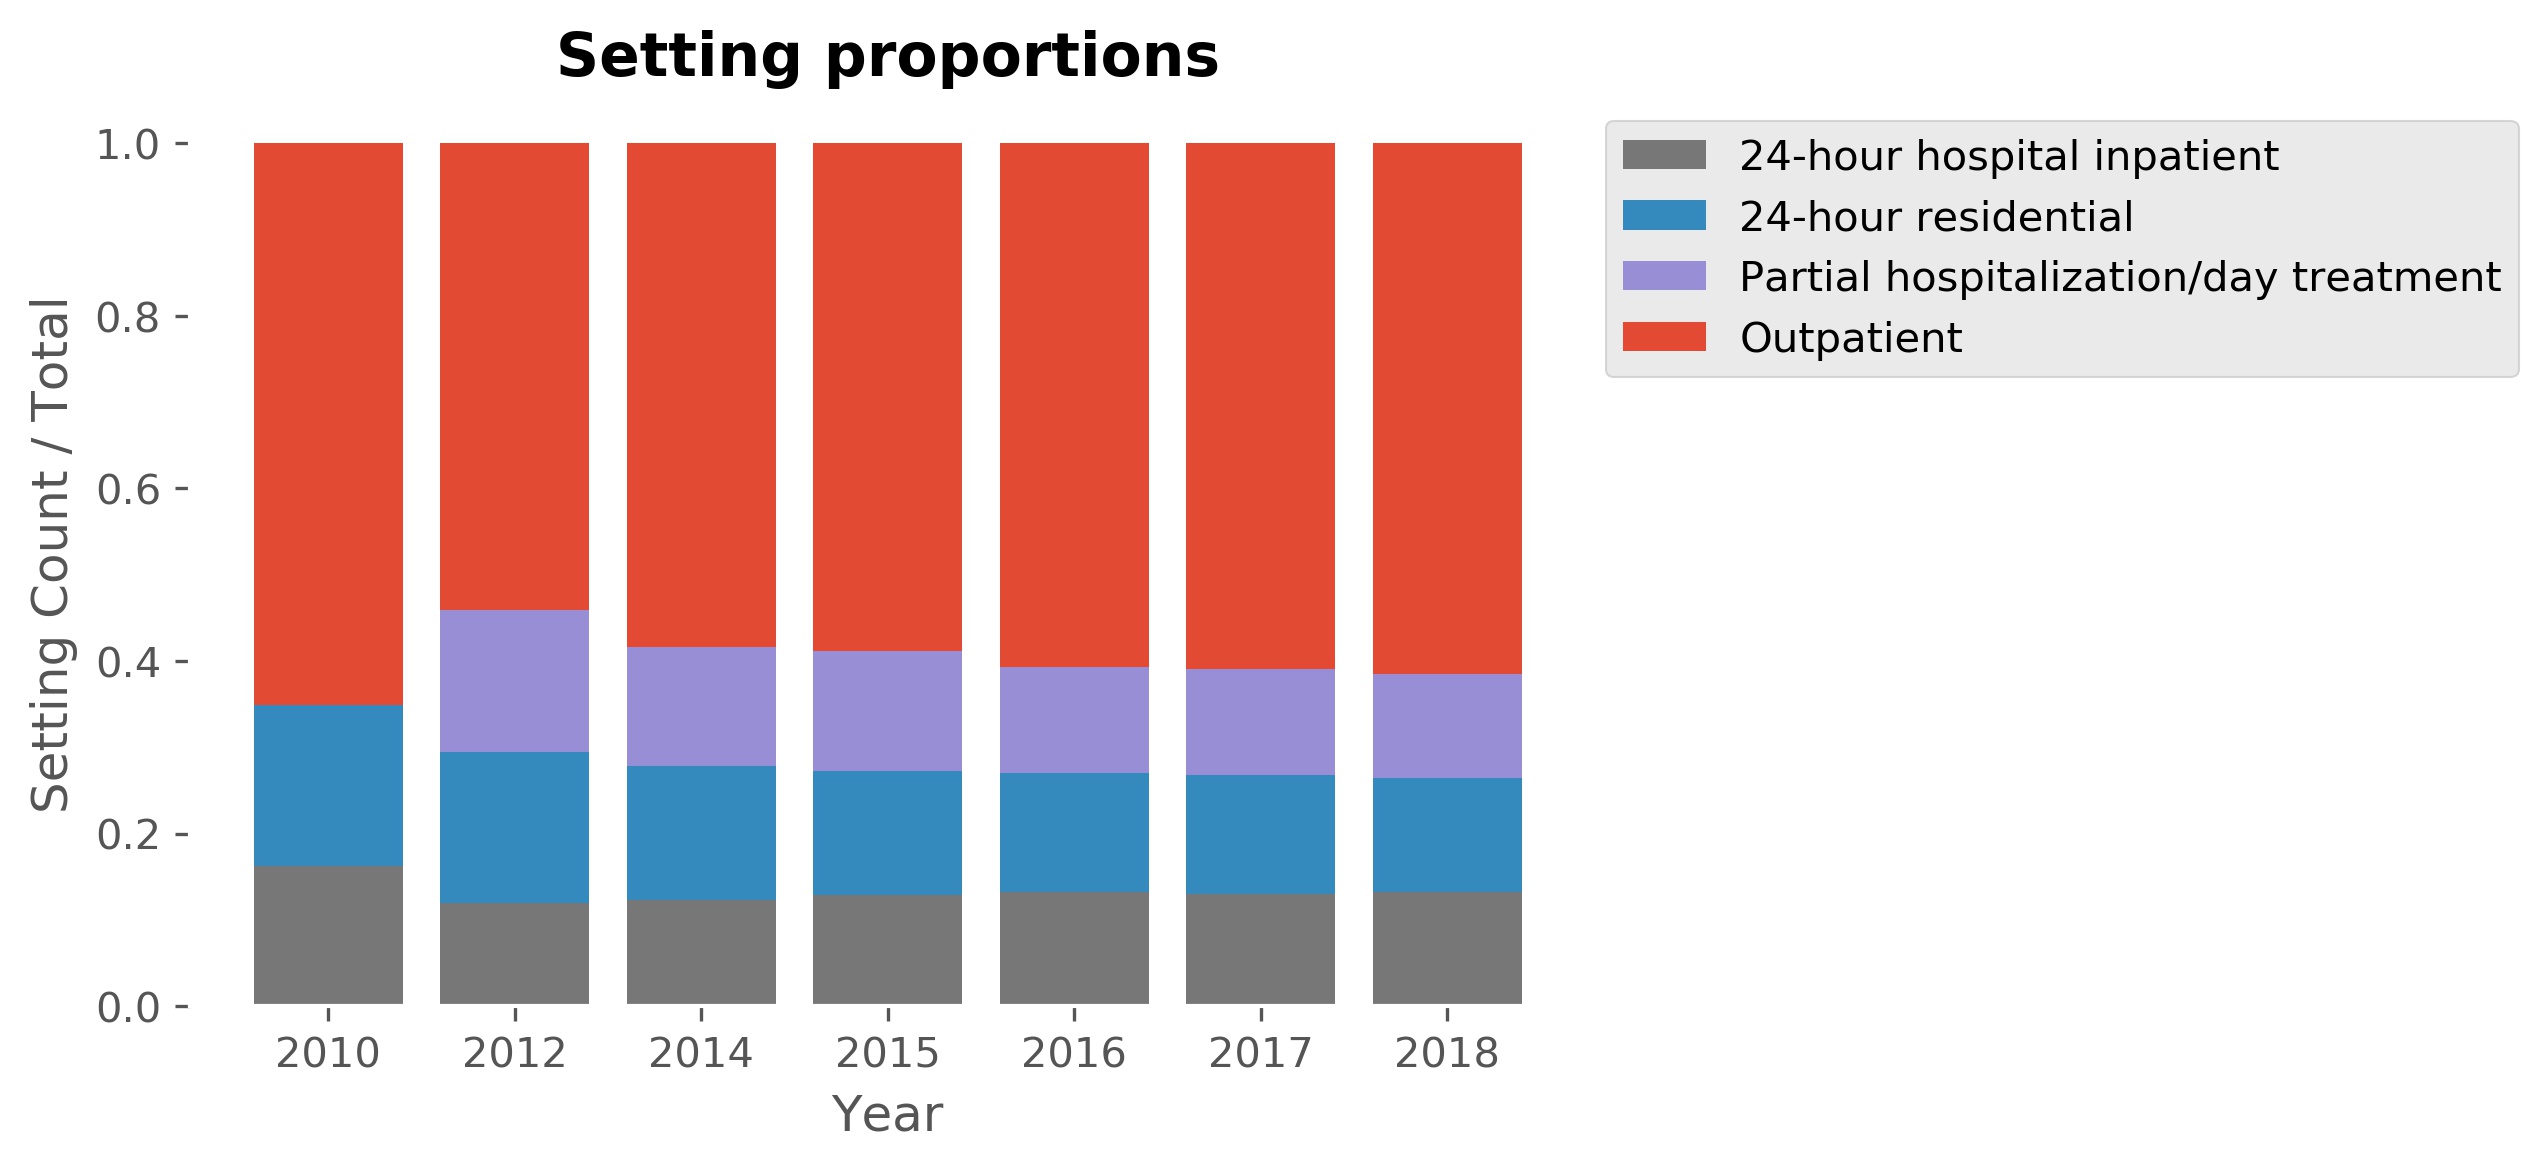 Setting proportions
1.0
0.8
0.6
0.4
0.2
0.0
Setting Count / Total
2010 2012 2014 2015 2016 2017 2018
Year
24-hour hospital inpatient
24-hour residential
Partial hospitalization/day treatment
Outpatient